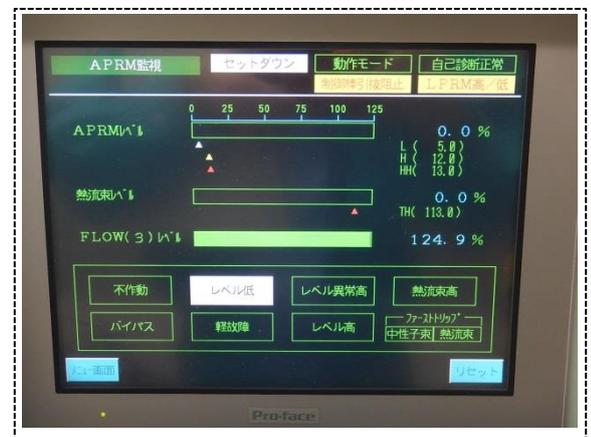 APRM監視 セットダウン 動作モード 自己診断正常
制御棒引抜阻止 LPRM高/低
0 25 50 75 100 125
APRMレベル 0.0 %
L ( 5.0)
H ( 12.0)
HH( 13.0)
熱流束レベル 0.0 %
TH( 113.0)
FLOW(3)レベル 124.9 %
不作動 レベル低 レベル異常高 熱流束高
ファーストトリップ
バイパス 軽故障 レベル高 中性子束 熱流束
メニュー画面 リセット
Pro-face